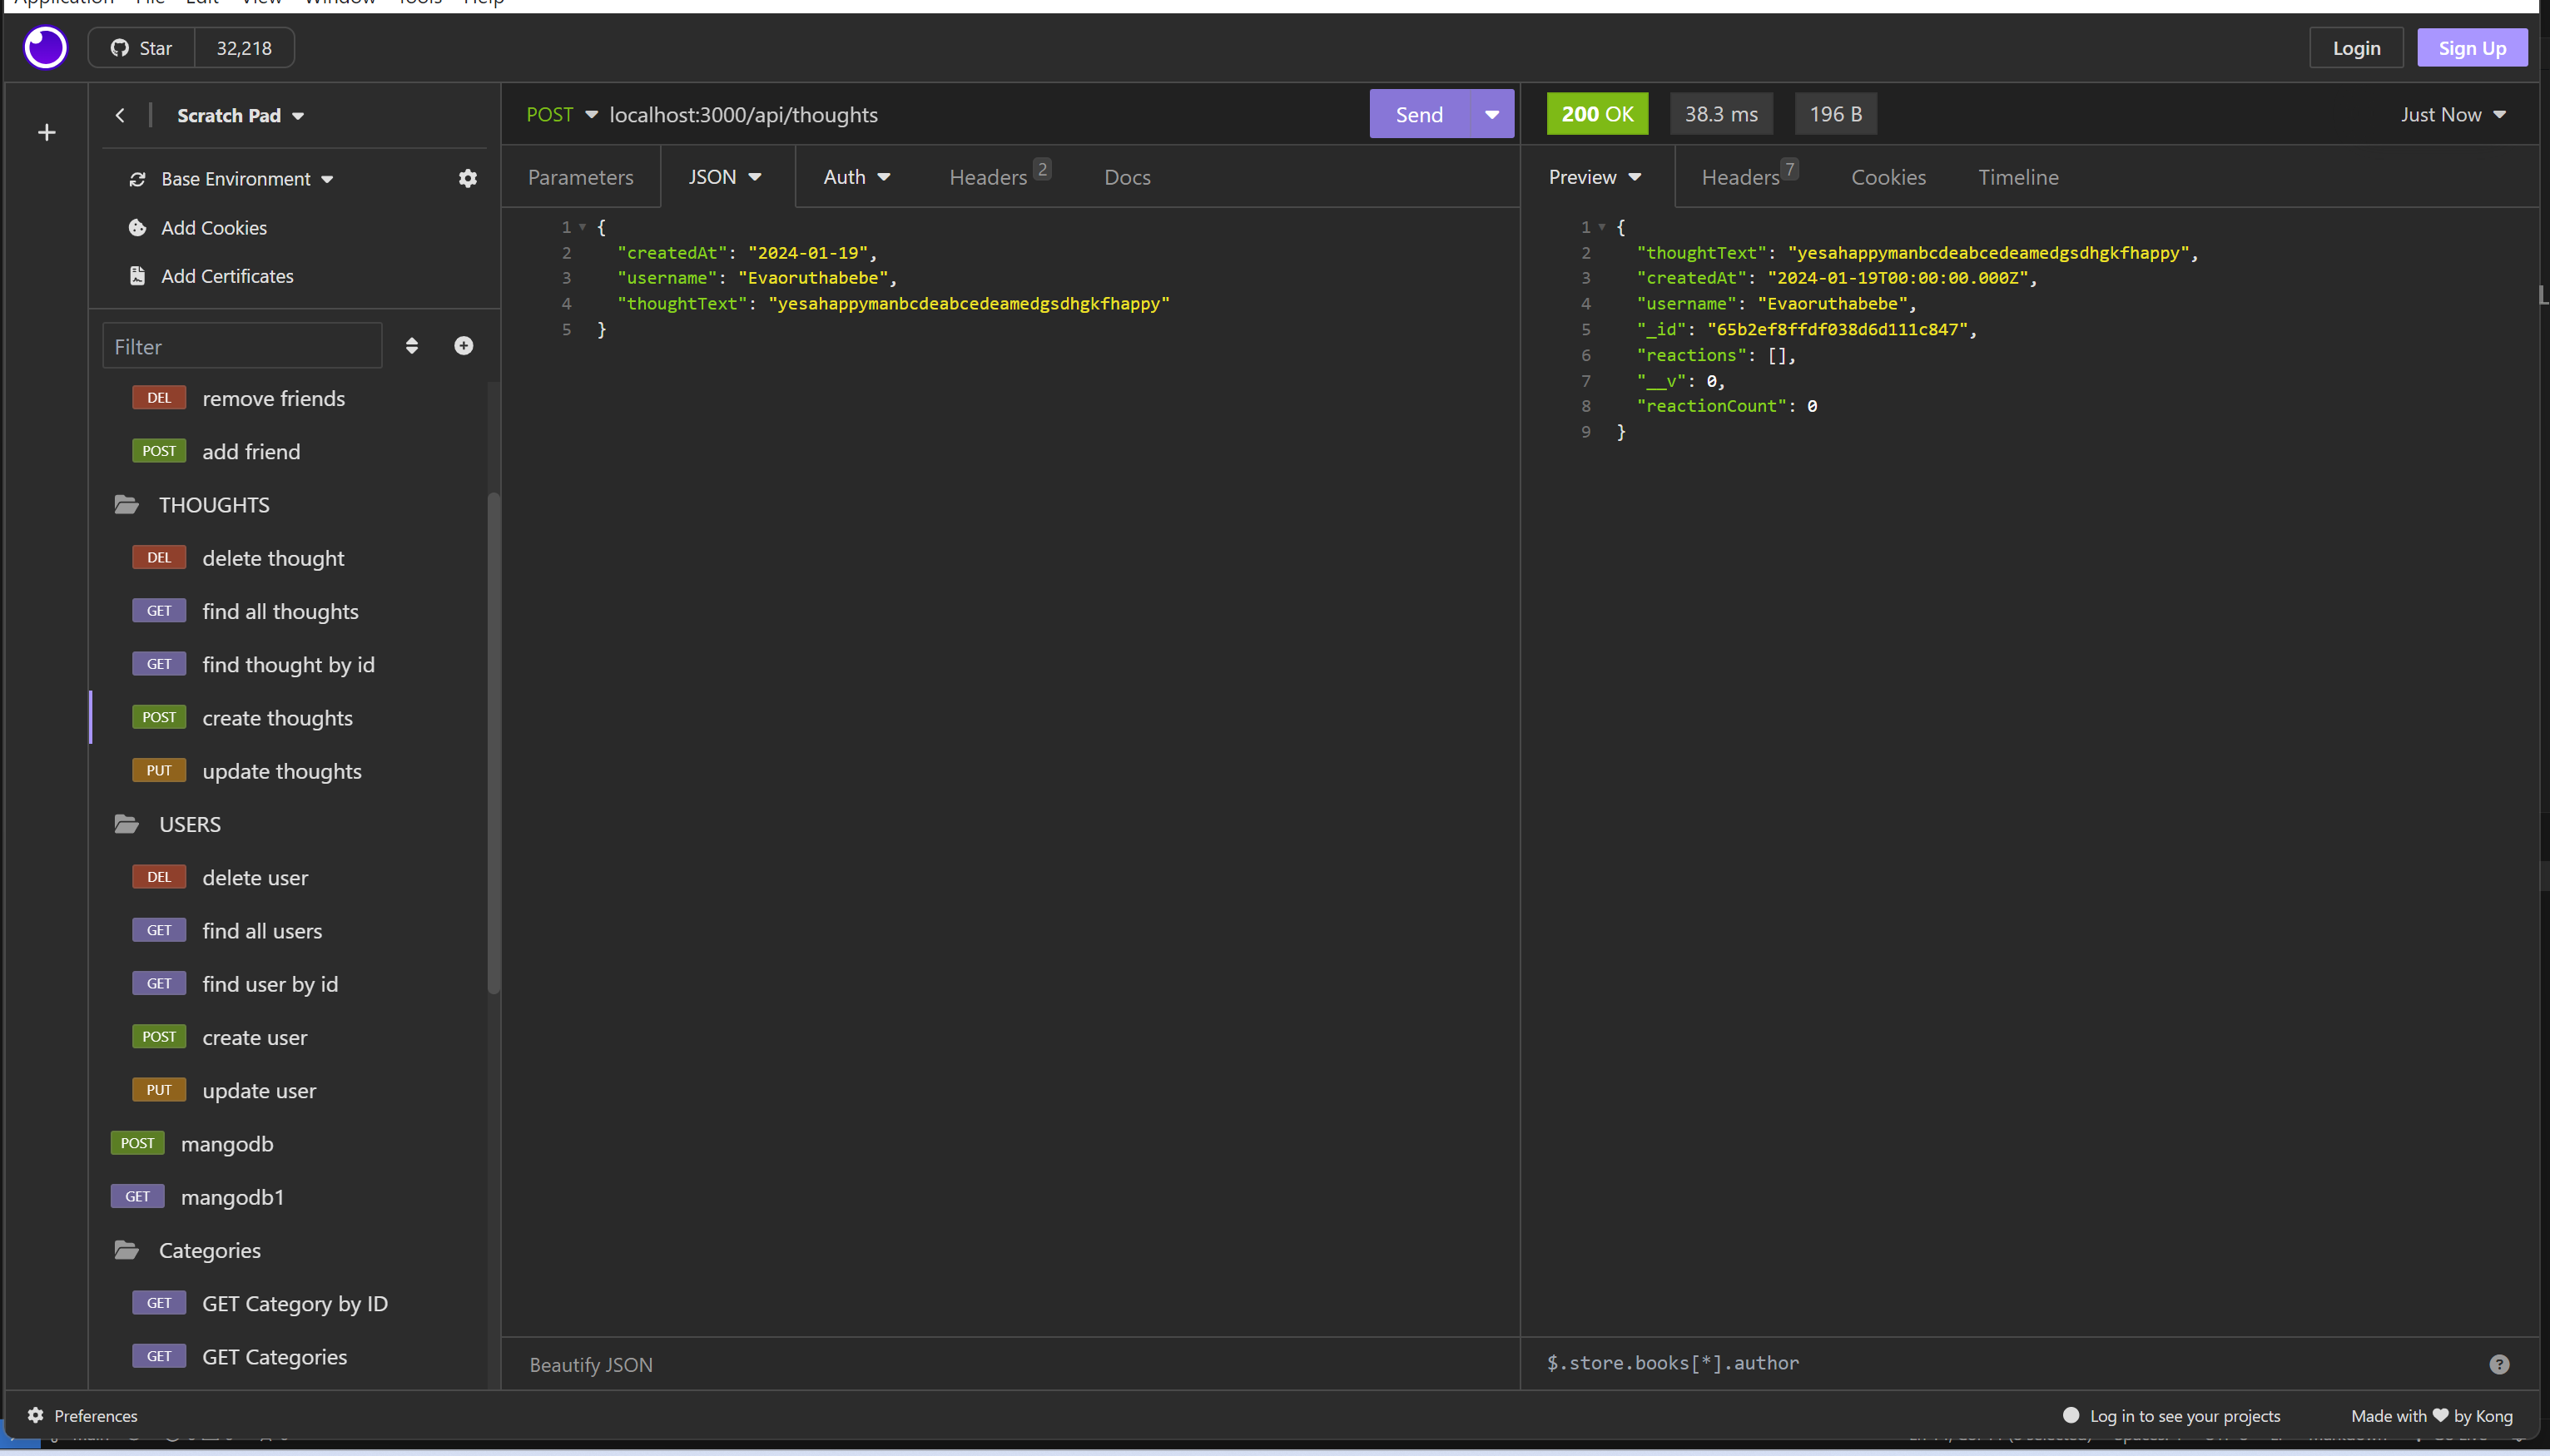 Application File Edit View Window Tools Help
Star 32,218
Login Sign Up
Scratch Pad
Base Environment
Add Cookies
Add Certificates
Filter
DEL remove friends
POST add friend
THOUGHTS
DEL delete thought
GET find all thoughts
GET find thought by id
POST create thoughts
PUT update thoughts
USERS
DEL delete user
GET find all users
GET find user by id
POST create user
PUT update user
POST mangodb
GET mangodb1
Categories
GET GET Category by ID
GET GET Categories
POST localhost:3000/api/thoughts Send
Parameters JSON Auth Headers 2 Docs
1 {
2 "createdAt": "2024-01-19",
3 "username": "Evaoruthabebe",
4 "thoughtText": "yesahappymanbcdeabcedeamedgsdhgkfhappy"
5 }
Beautify JSON
200 OK 38.3 ms 196 B Just Now
Preview Headers 7 Cookies Timeline
1 {
2 "thoughtText": "yesahappymanbcdeabcedeamedgsdhgkfhappy",
3 "createdAt": "2024-01-19T00:00:00.000Z",
4 "username": "Evaoruthabebe",
5 "_id": "65b2ef8ffdf038d6d111c847",
6 "reactions": [],
7 "__v": 0,
8 "reactionCount": 0
9 }
$.store.books[*].author
Preferences
Log in to see your projects Made with ♥ by Kong